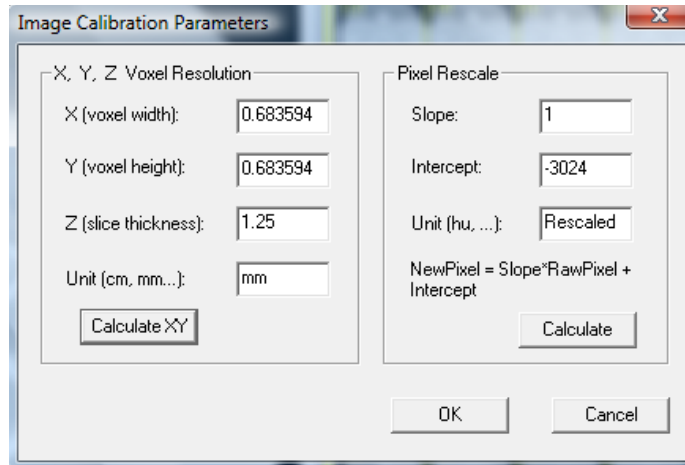 Image Calibration Parameters
X, Y, Z Voxel Resolution
X (voxel width): 0.683594
Y (voxel height): 0.683594
Z (slice thickness): 1.25
Unit (cm, mm...): mm
Calculate XY
Pixel Rescale
Slope: 1
Intercept: -3024
Unit (hu, ...): Rescaled
NewPixel = Slope*RawPixel +
Intercept
Calculate
OK
Cancel